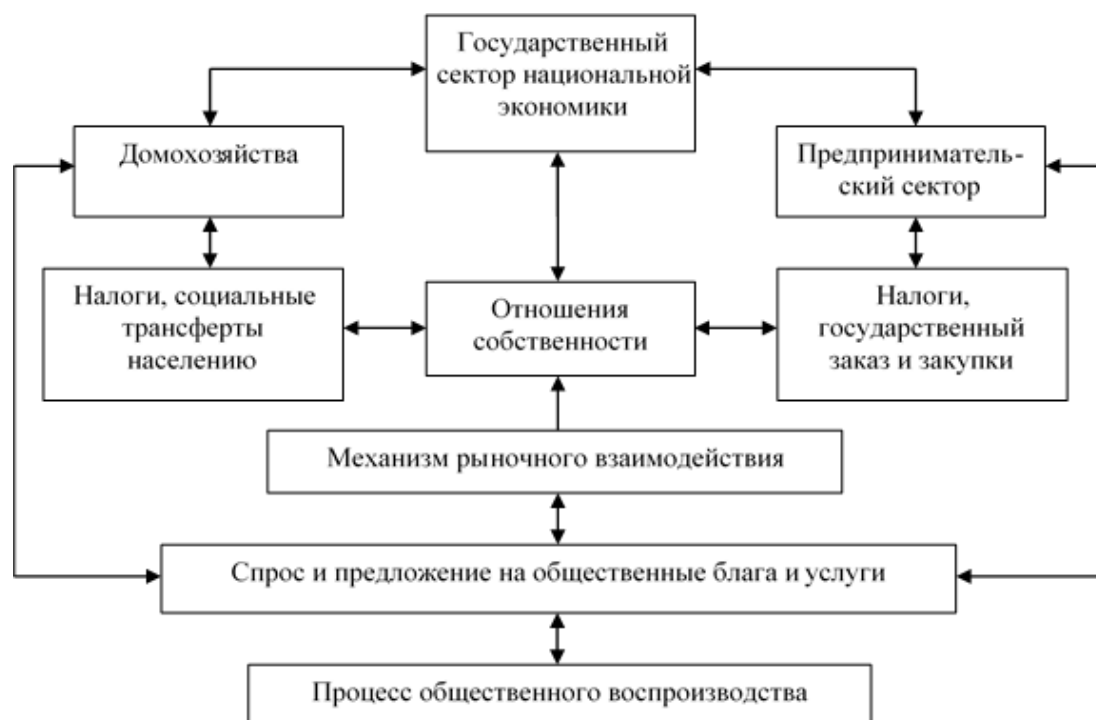 Государственный
сектор национальной
экономики
Домохозяйства
Предприниматель-
ский сектор
Налоги, социальные
трансферты
населению
Отношения
собственности
Налоги,
государственный
заказ и закупки
Механизм рыночного взаимодействия
Спрос и предложение на общественные блага и услуги
Процесс общественного воспроизводства